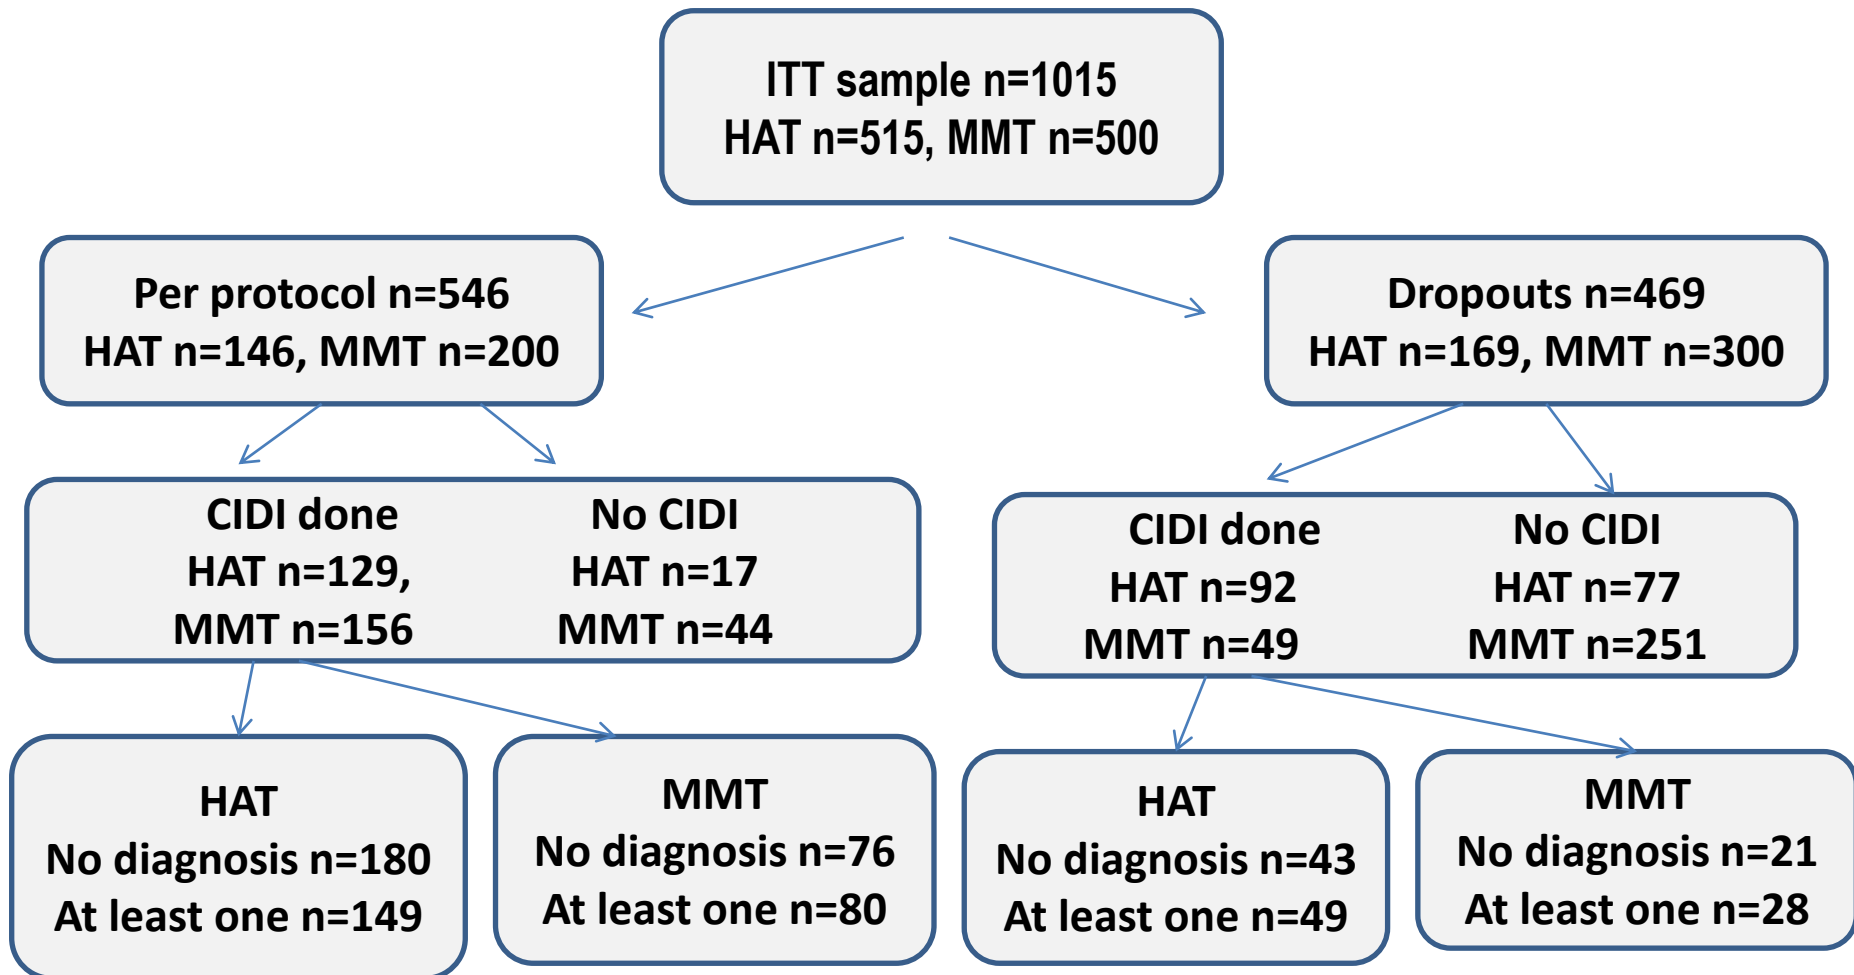 ITT sample n=1015
HAT n=515, MMT n=500
Per protocol n=546
HAT n=146, MMT n=200
Dropouts n=469
HAT n=169, MMT n=300
CIDI done
HAT n=129,
MMT n=156
No CIDI
HAT n=17
MMT n=44
CIDI done
HAT n=92
MMT n=49
No CIDI
HAT n=77
MMT n=251
HAT
No diagnosis n=180
At least one n=149
MMT
No diagnosis n=76
At least one n=80
HAT
No diagnosis n=43
At least one n=49
MMT
No diagnosis n=21
At least one n=28